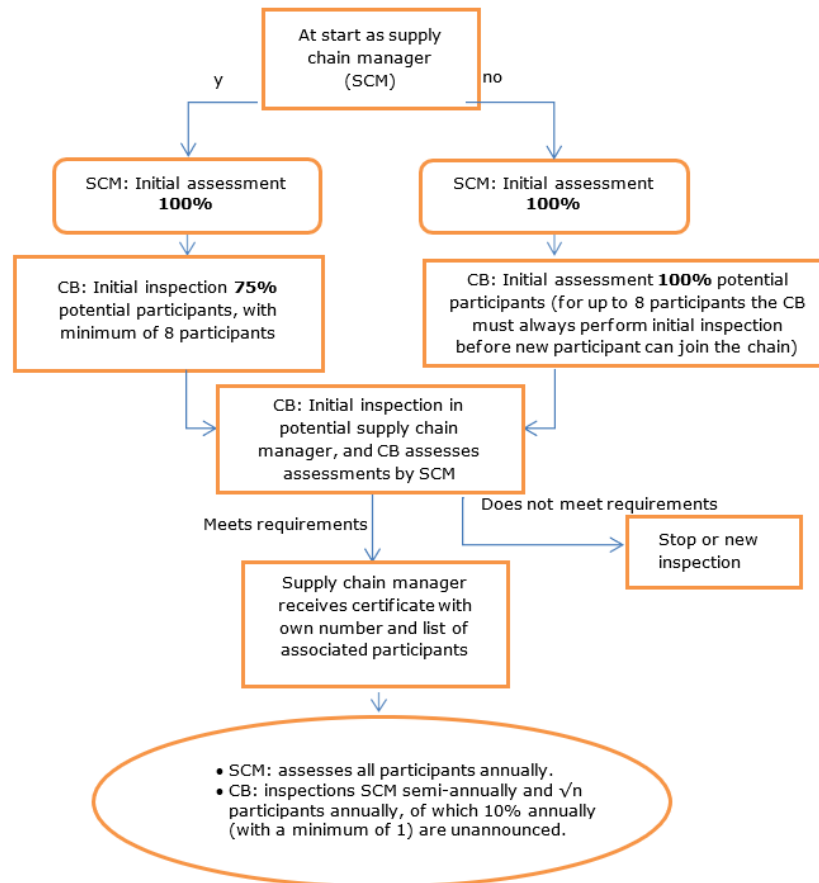 At start as supply
chain manager
(SCM)
y
no
SCM: Initial assessment
100%
SCM: Initial assessment
100%
CB: Initial inspection 75%
potential participants, with
minimum of 8 participants
CB: Initial assessment 100% potential
participants (for up to 8 participants the CB
must always perform initial inspection
before new participant can join the chain)
CB: Initial inspection in
potential supply chain
manager, and CB assesses
assessments by SCM
Does not meet requirements
Meets requirements
Stop or new
inspection
Supply chain manager
receives certificate with
own number and list of
associated participants
• SCM: assesses all participants annually.
• CB: inspections SCM semi-annually and √n
participants annually, of which 10% annually
(with a minimum of 1) are unannounced.